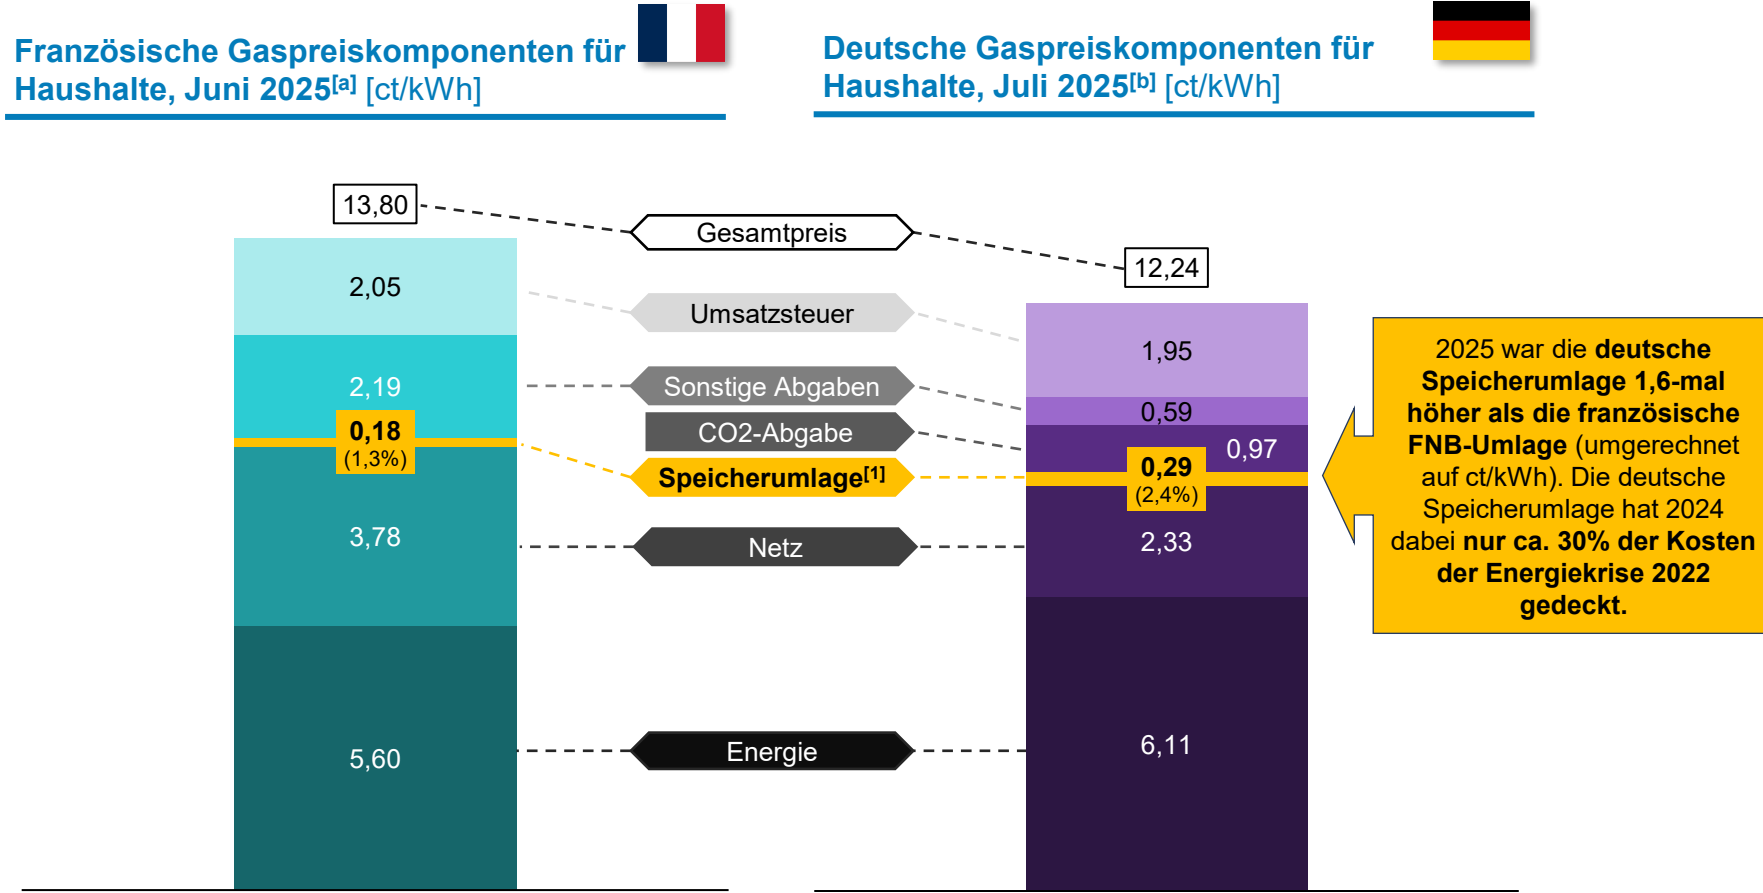 Französische Gaspreiskomponenten für
Haushalte, Juni 2025[a] [ct/kWh]
Deutsche Gaspreiskomponenten für
Haushalte, Juli 2025[b] [ct/kWh]
13,80
Gesamtpreis
12,24
2,05
Umsatzsteuer
1,95
2,19
Sonstige Abgaben
0,59
CO2-Abgabe
0,97
0,18
(1,3%)
Speicherumlage[1]
0,29
(2,4%)
3,78
Netz
2,33
5,60
Energie
6,11
2025 war die deutsche
Speicherumlage 1,6-mal
höher als die französische
FNB-Umlage (umgerechnet
auf ct/kWh). Die deutsche
Speicherumlage hat 2024
dabei nur ca. 30% der Kosten
der Energiekrise 2022
gedeckt.